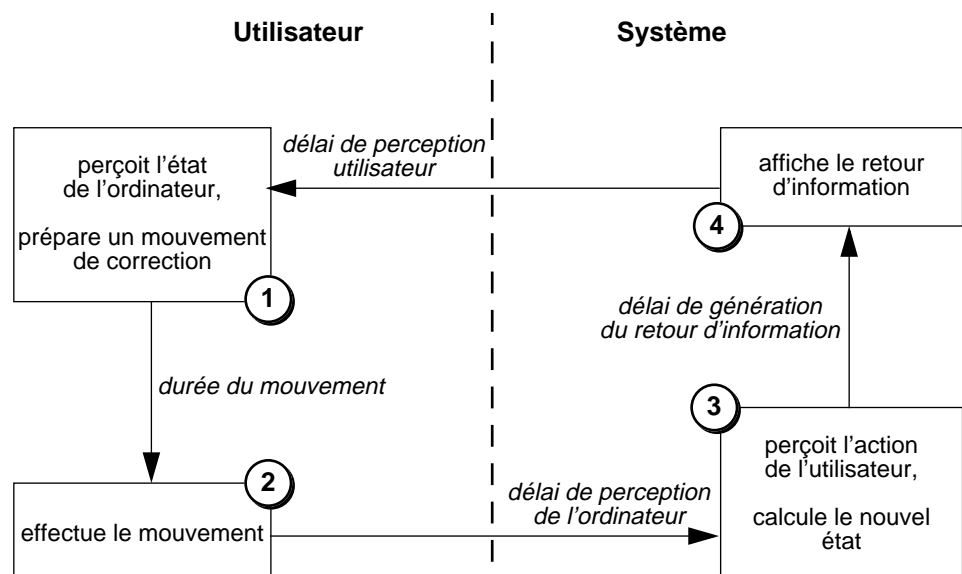 Utilisateur
Système
perçoit l'état
de l'ordinateur,
prépare un mouvement
de correction
1
délai de perception
utilisateur
affiche le retour
d'information
4
durée du mouvement
délai de génération
du retour d'information
effectue le mouvement
2
délai de perception
de l'ordinateur
3
perçoit l'action
de l'utilisateur,
calcule le nouvel
état